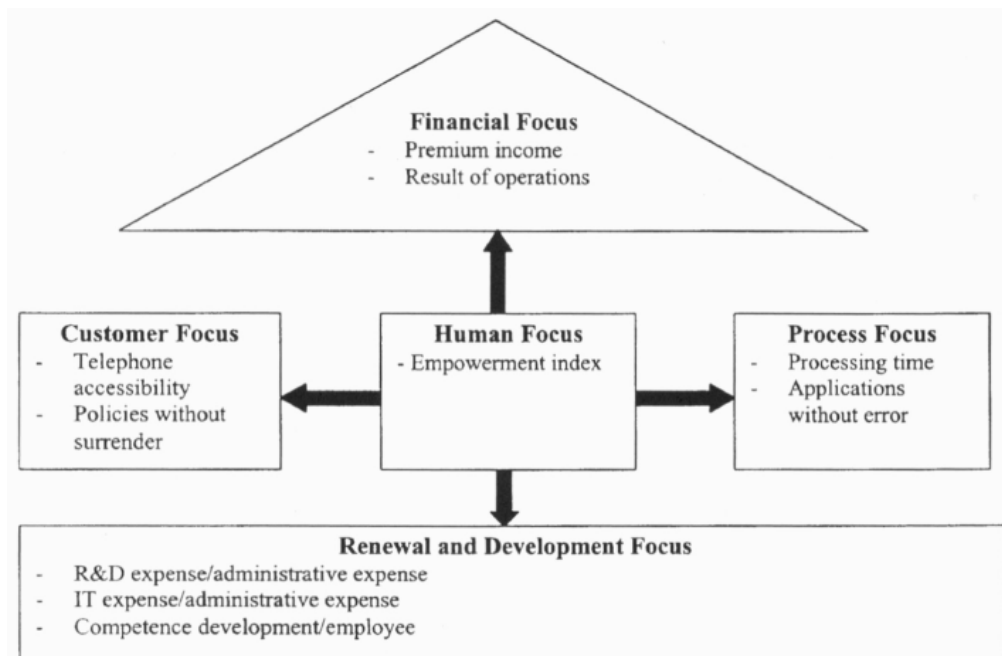 Financial Focus
- Premium income
- Result of operations
Customer Focus
- Telephone
accessibility
- Policies without
surrender
Human Focus
- Empowerment index
Process Focus
- Processing time
- Applications
without error
Renewal and Development Focus
- R&D expense/administrative expense
- IT expense/administrative expense
- Competence development/employee